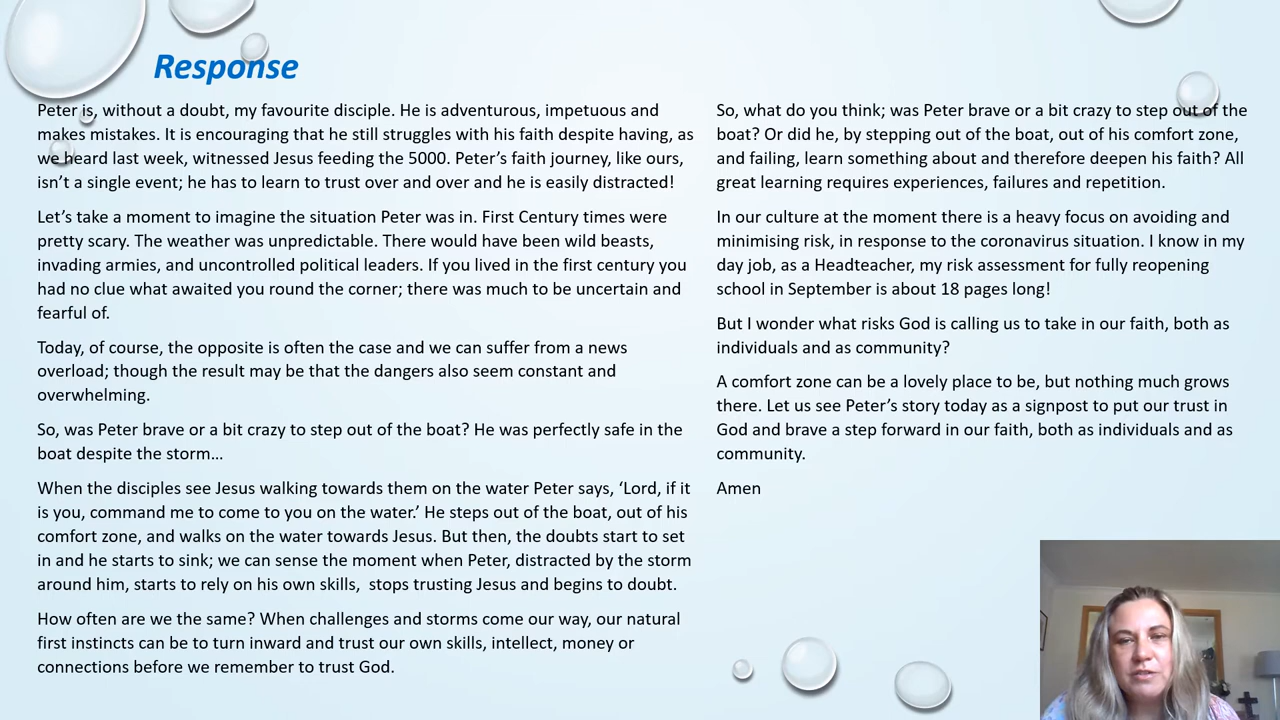 Response
Peter is, without a doubt, my favourite disciple. He is adventurous, impetuous and
makes mistakes. It is encouraging that he still struggles with his faith despite having, as
we heard last week, witnessed Jesus feeding the 5000. Peter’s faith journey, like ours,
isn’t a single event; he has to learn to trust over and over and he is easily distracted!
Let’s take a moment to imagine the situation Peter was in. First Century times were
pretty scary. The weather was unpredictable. There would have been wild beasts,
invading armies, and uncontrolled political leaders. If you lived in the first century you
had no clue what awaited you round the corner; there was much to be uncertain and
fearful of.
Today, of course, the opposite is often the case and we can suffer from a news
overload; though the result may be that the dangers also seem constant and
overwhelming.
So, was Peter brave or a bit crazy to step out of the boat? He was perfectly safe in the
boat despite the storm…
When the disciples see Jesus walking towards them on the water Peter says, ‘Lord, if it
is you, command me to come to you on the water.’ He steps out of the boat, out of his
comfort zone, and walks on the water towards Jesus. But then, the doubts start to set
in and he starts to sink; we can sense the moment when Peter, distracted by the storm
around him, starts to rely on his own skills,  stops trusting Jesus and begins to doubt.
How often are we the same? When challenges and storms come our way, our natural
first instincts can be to turn inward and trust our own skills, intellect, money or
connections before we remember to trust God.
So, what do you think; was Peter brave or a bit crazy to step out of the
boat? Or did he, by stepping out of the boat, out of his comfort zone,
and failing, learn something about and therefore deepen his faith? All
great learning requires experiences, failures and repetition.
In our culture at the moment there is a heavy focus on avoiding and
minimising risk, in response to the coronavirus situation. I know in my
day job, as a Headteacher, my risk assessment for fully reopening
school in September is about 18 pages long!
But I wonder what risks God is calling us to take in our faith, both as
individuals and as community?
A comfort zone can be a lovely place to be, but nothing much grows
there. Let us see Peter’s story today as a signpost to put our trust in
God and brave a step forward in our faith, both as individuals and as
community.
Amen